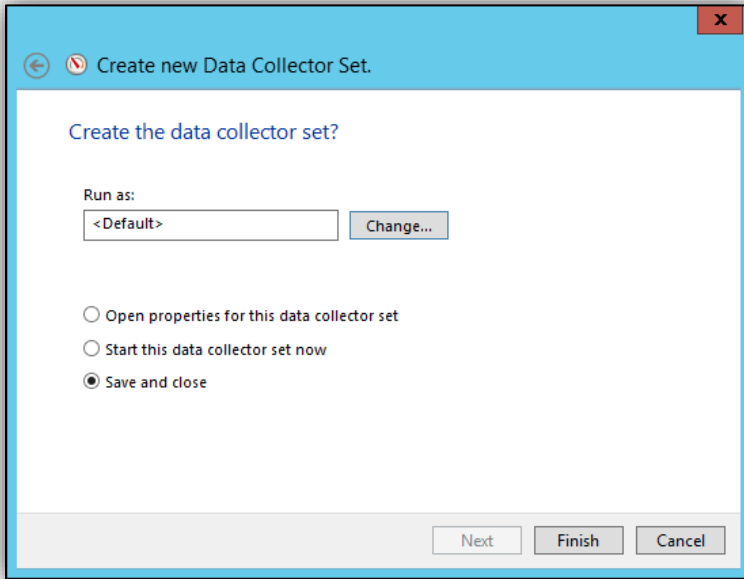 x
Create new Data Collector Set.
Create the data collector set?
Run as:
<Default>
Change...
Open properties for this data collector set
Start this data collector set now
Save and close
Next Finish Cancel